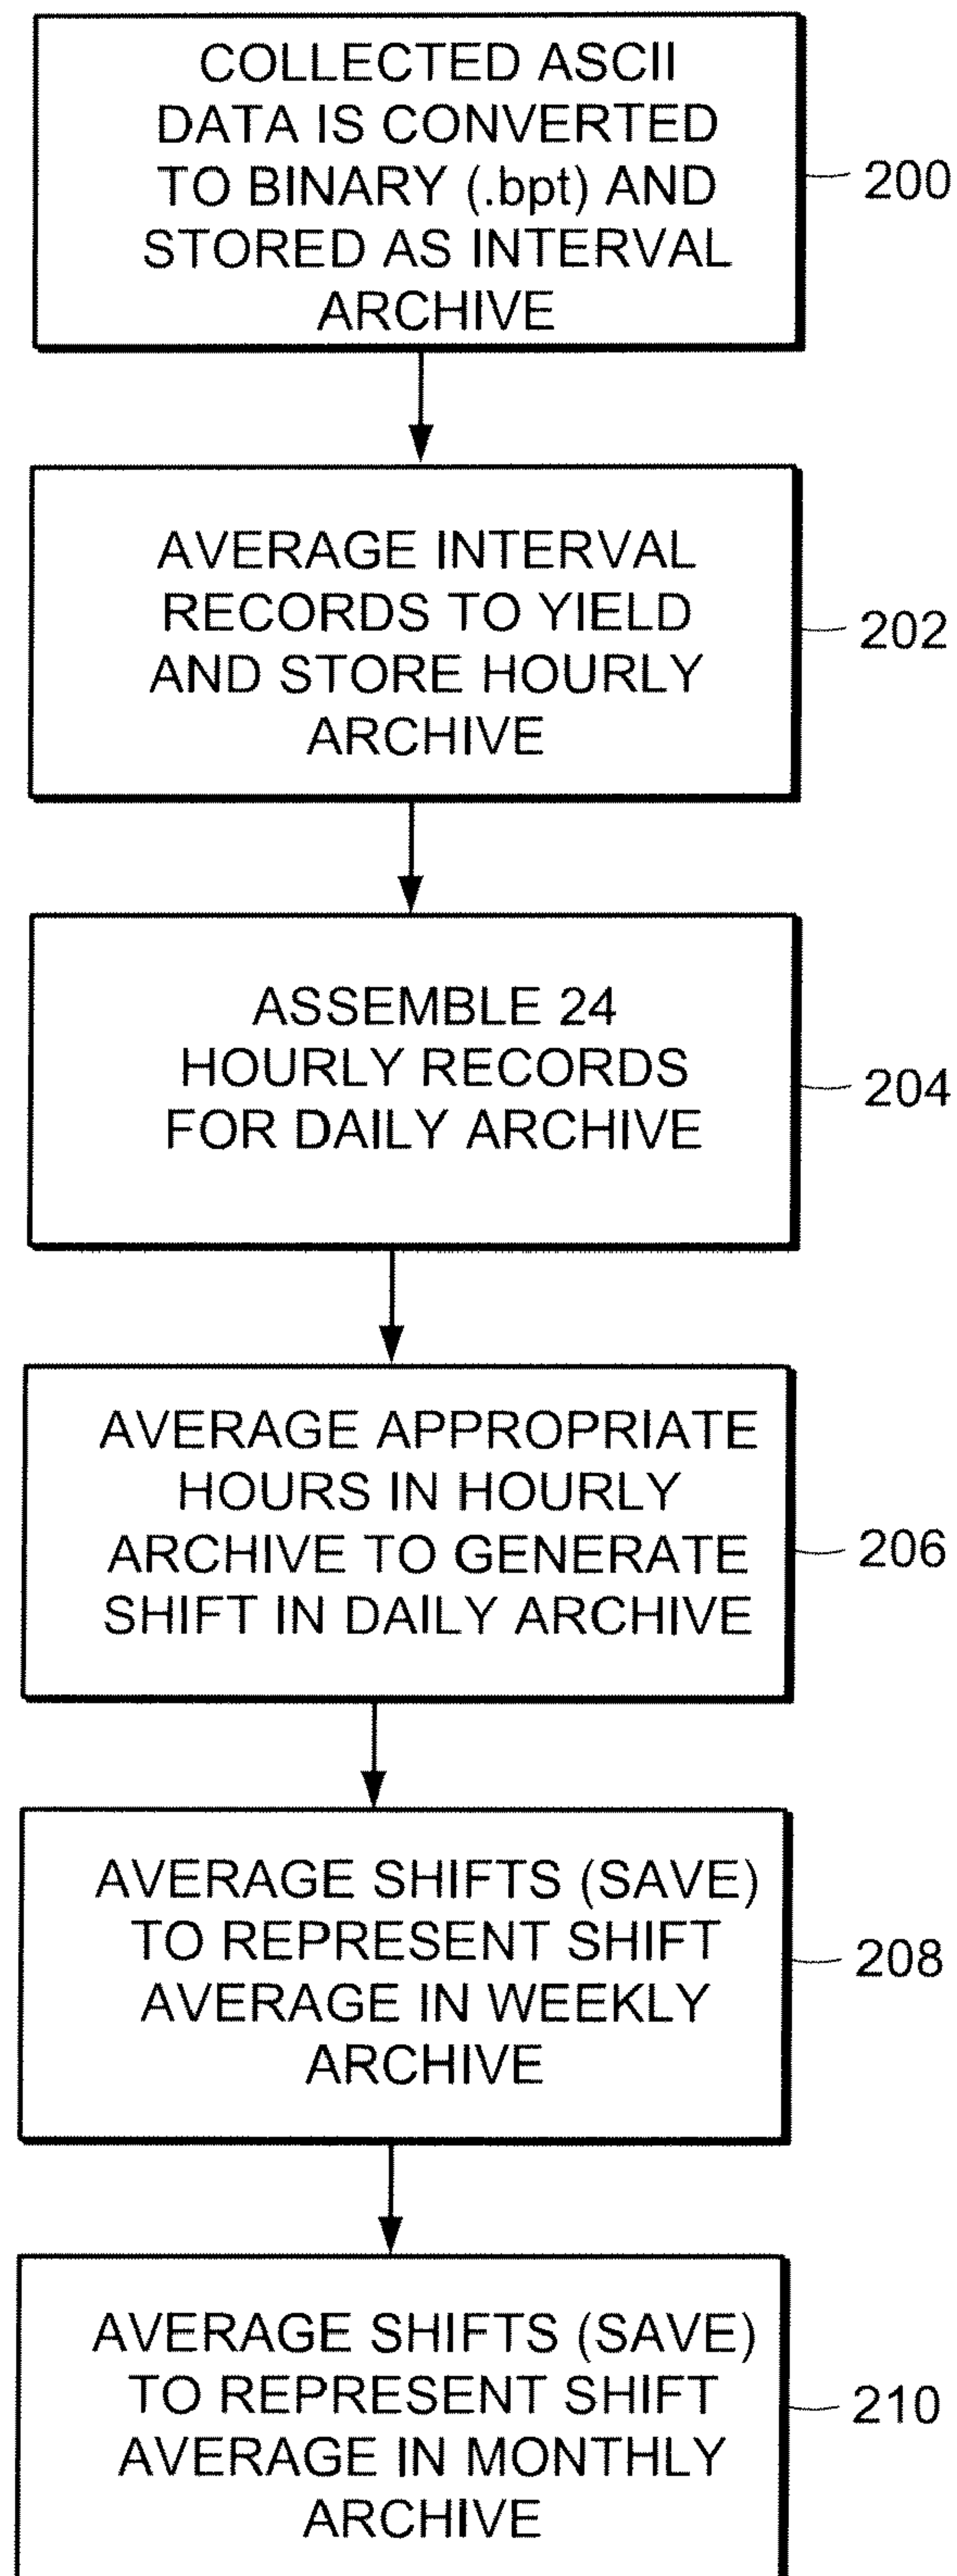 COLLECTED ASCII
DATA IS CONVERTED
TO BINARY (.bpt) AND
STORED AS INTERVAL
ARCHIVE
200
AVERAGE INTERVAL
RECORDS TO YIELD
AND STORE HOURLY
ARCHIVE
202
ASSEMBLE 24
HOURLY RECORDS
FOR DAILY ARCHIVE
204
AVERAGE APPROPRIATE
HOURS IN HOURLY
ARCHIVE TO GENERATE
SHIFT IN DAILY ARCHIVE
206
AVERAGE SHIFTS (SAVE)
TO REPRESENT SHIFT
AVERAGE IN WEEKLY
ARCHIVE
208
AVERAGE SHIFTS (SAVE)
TO REPRESENT SHIFT
AVERAGE IN MONTHLY
ARCHIVE
210